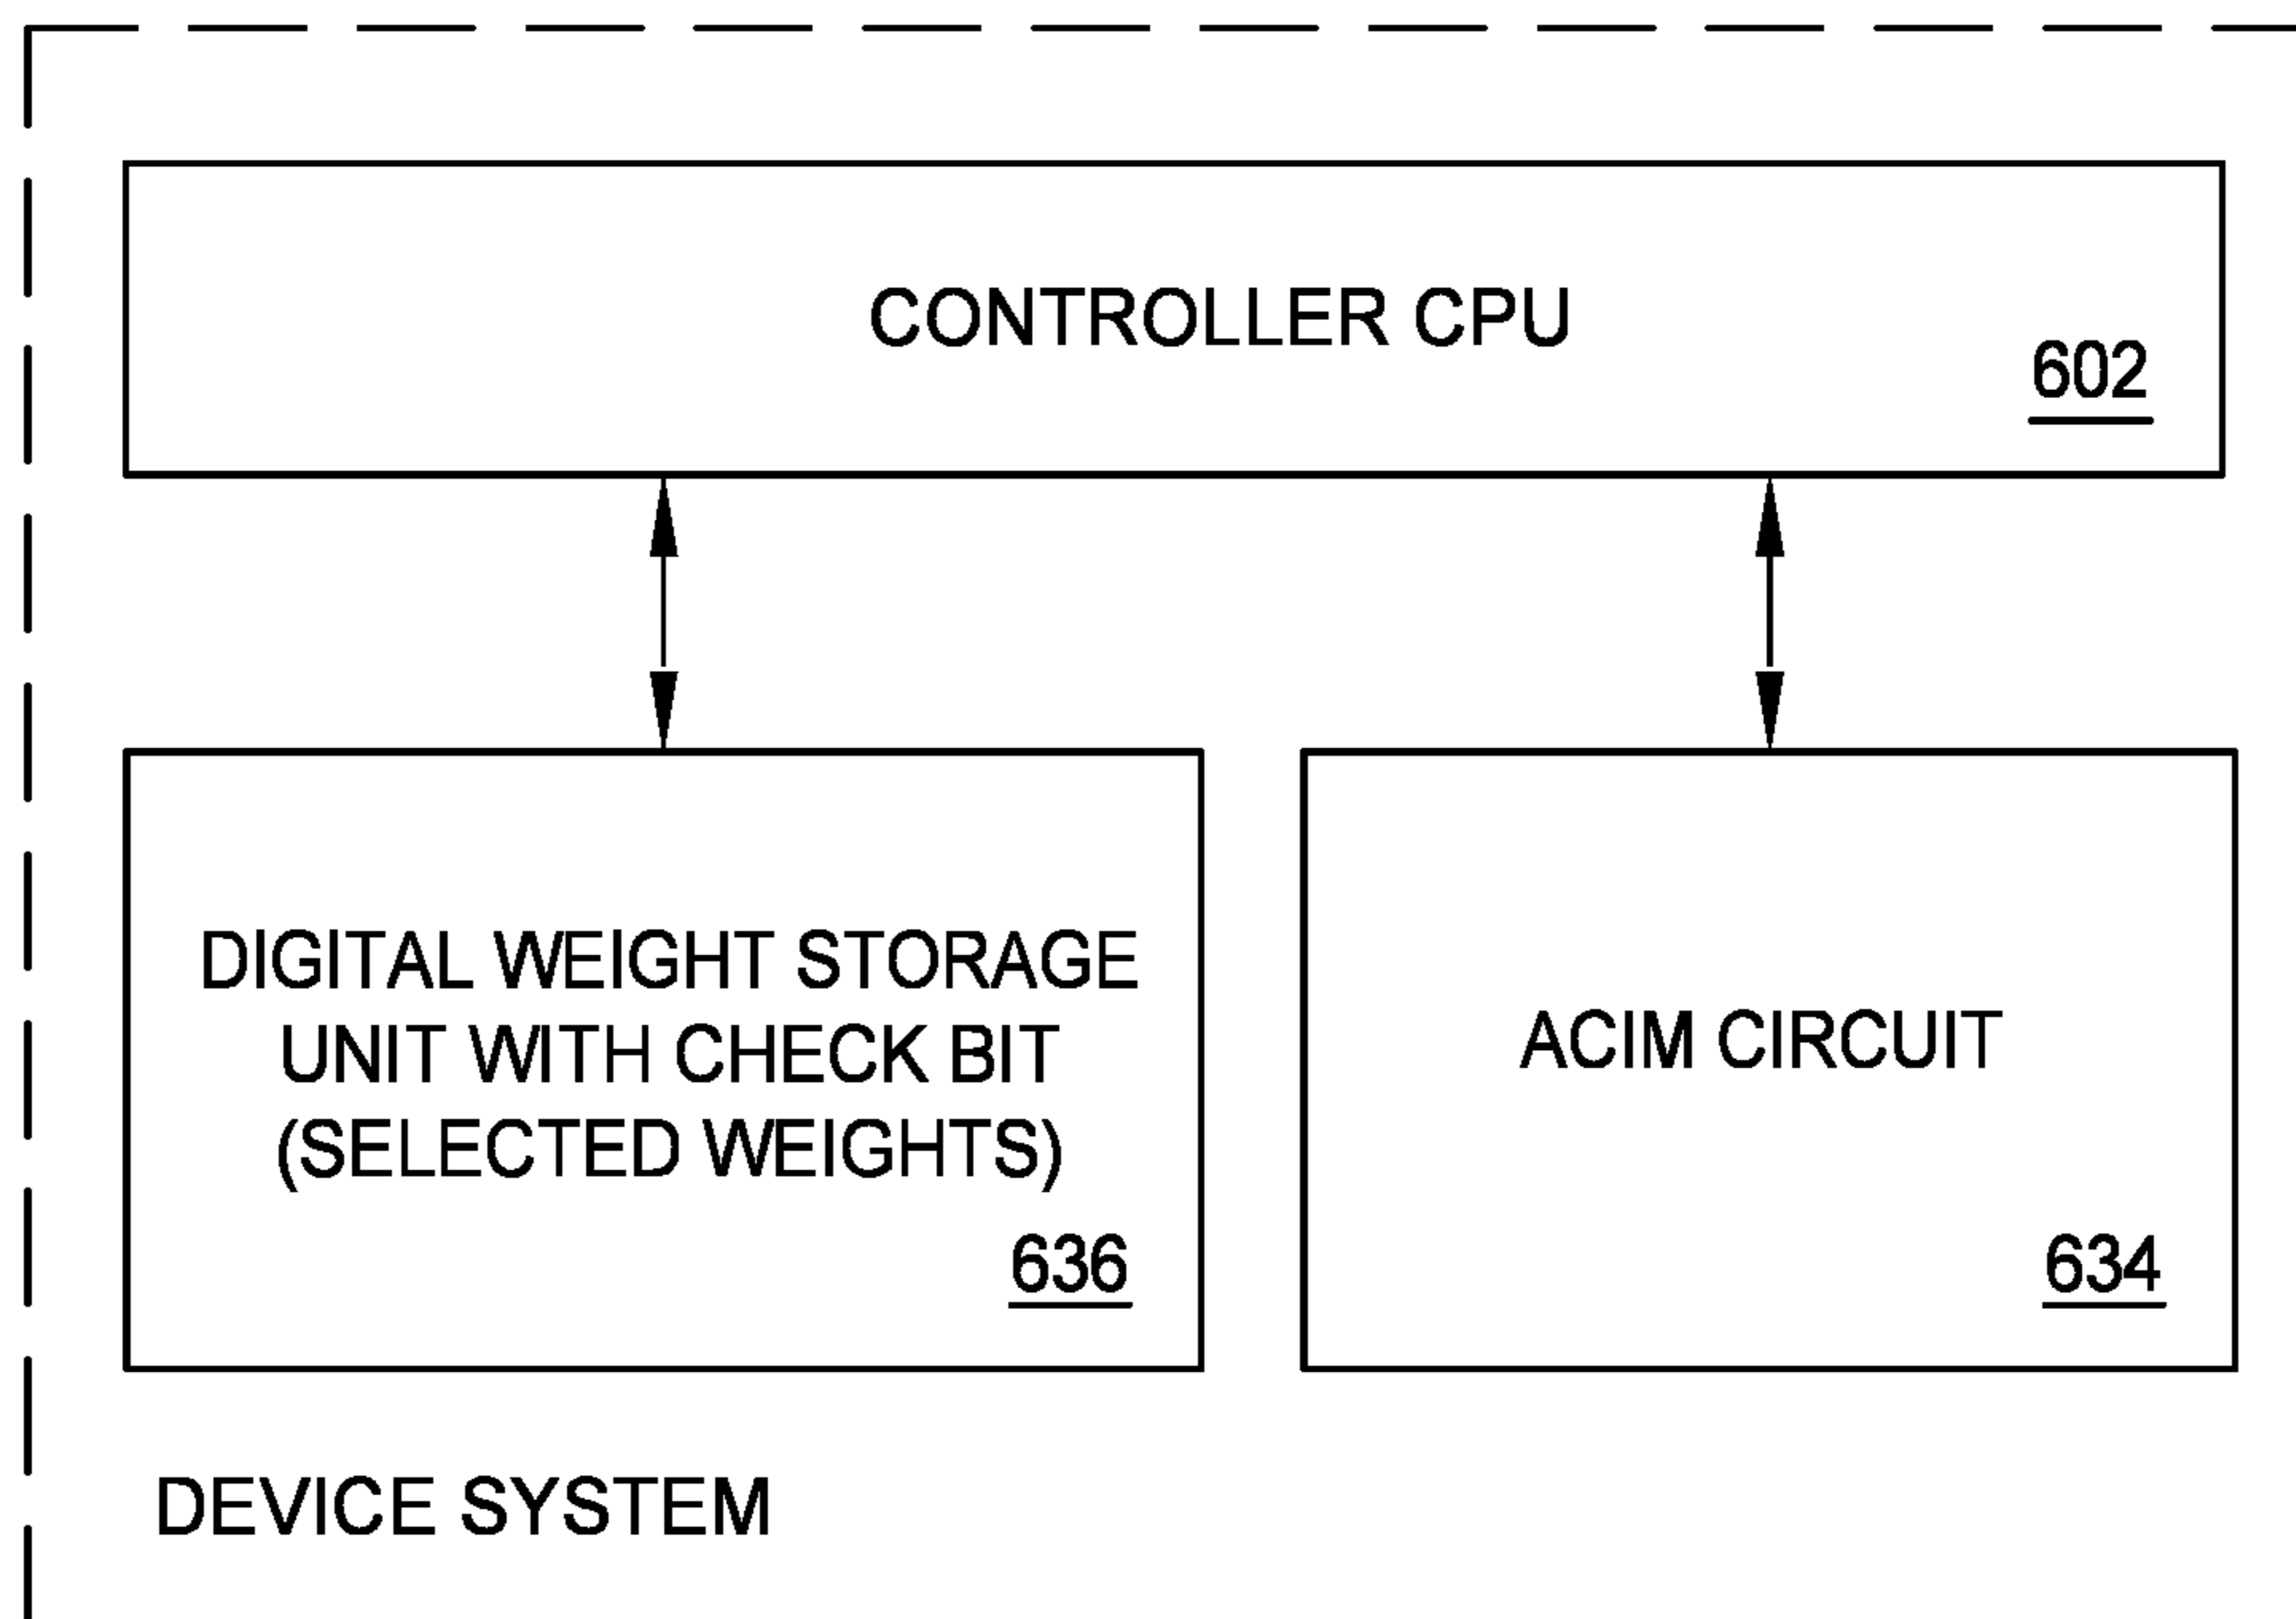 CONTROLLER CPU
602
DIGITAL WEIGHT STORAGE
UNIT WITH CHECK BIT
(SELECTED WEIGHTS)
636
ACIM CIRCUIT
634
DEVICE SYSTEM